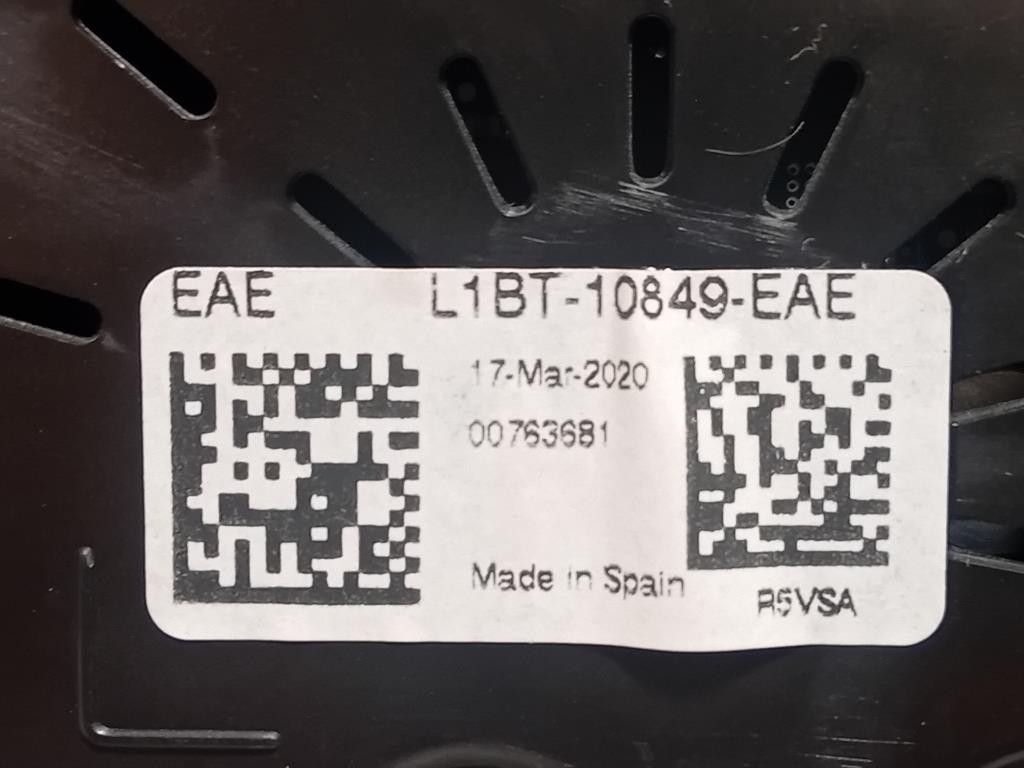 EAE L1BT-10849-EAE
17-Mar-2020
00763681
Made in Spain
R5VSA